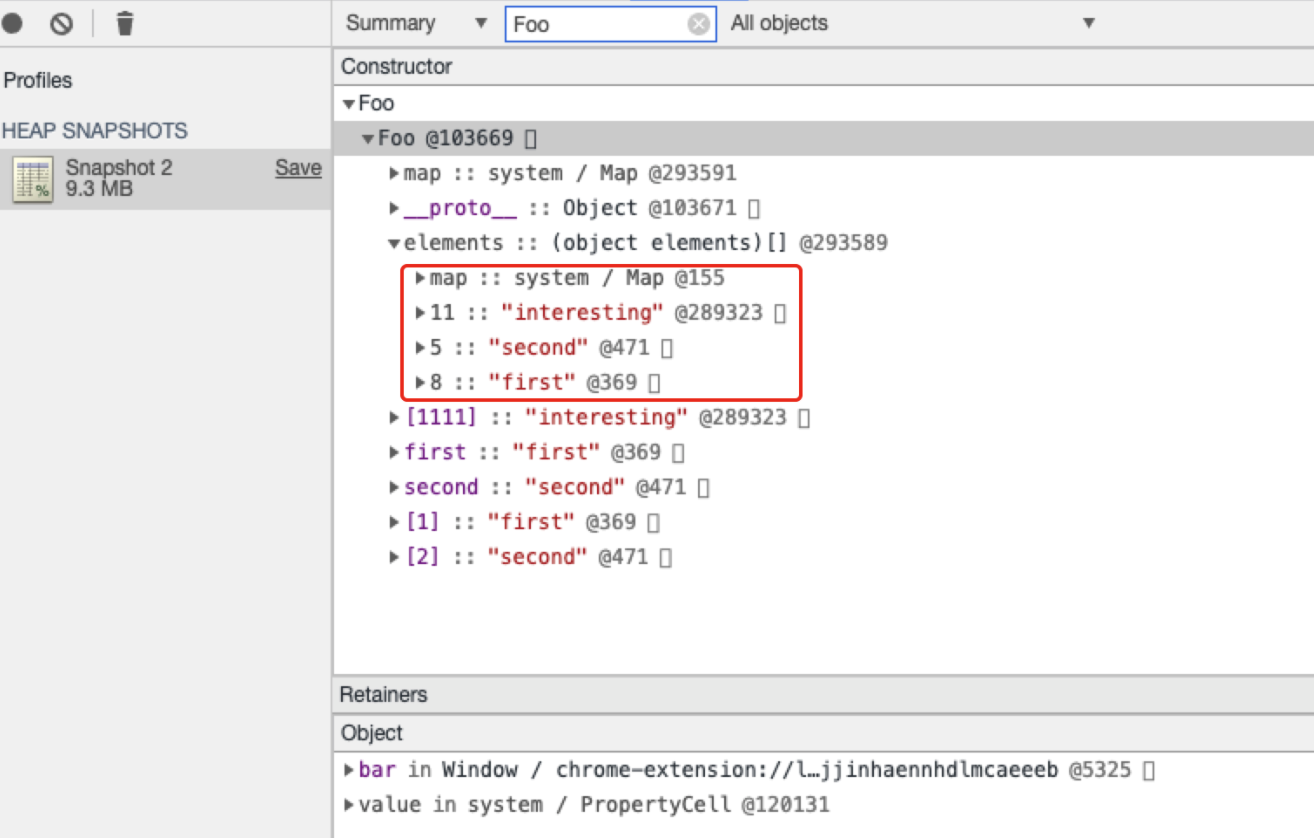 Summary ▼ Foo All objects ▼
Profiles
Constructor
▼Foo
HEAP SNAPSHOTS
▼Foo @103669 []
Snapshot 2 Save
9.3 MB
▶map :: system / Map @293591
▶__proto__ :: Object @103671 []
▼elements :: (object elements)[] @293589
▶map :: system / Map @155
▶11 :: "interesting" @289323 []
▶5 :: "second" @471 []
▶8 :: "first" @369 []
▶[1111] :: "interesting" @289323 []
▶first :: "first" @369 []
▶second :: "second" @471 []
▶[1] :: "first" @369 []
▶[2] :: "second" @471 []
Retainers
Object
▶bar in Window / chrome-extension://l…jjinhaennhdlmcaeeeb @5325 []
▶value in system / PropertyCell @120131